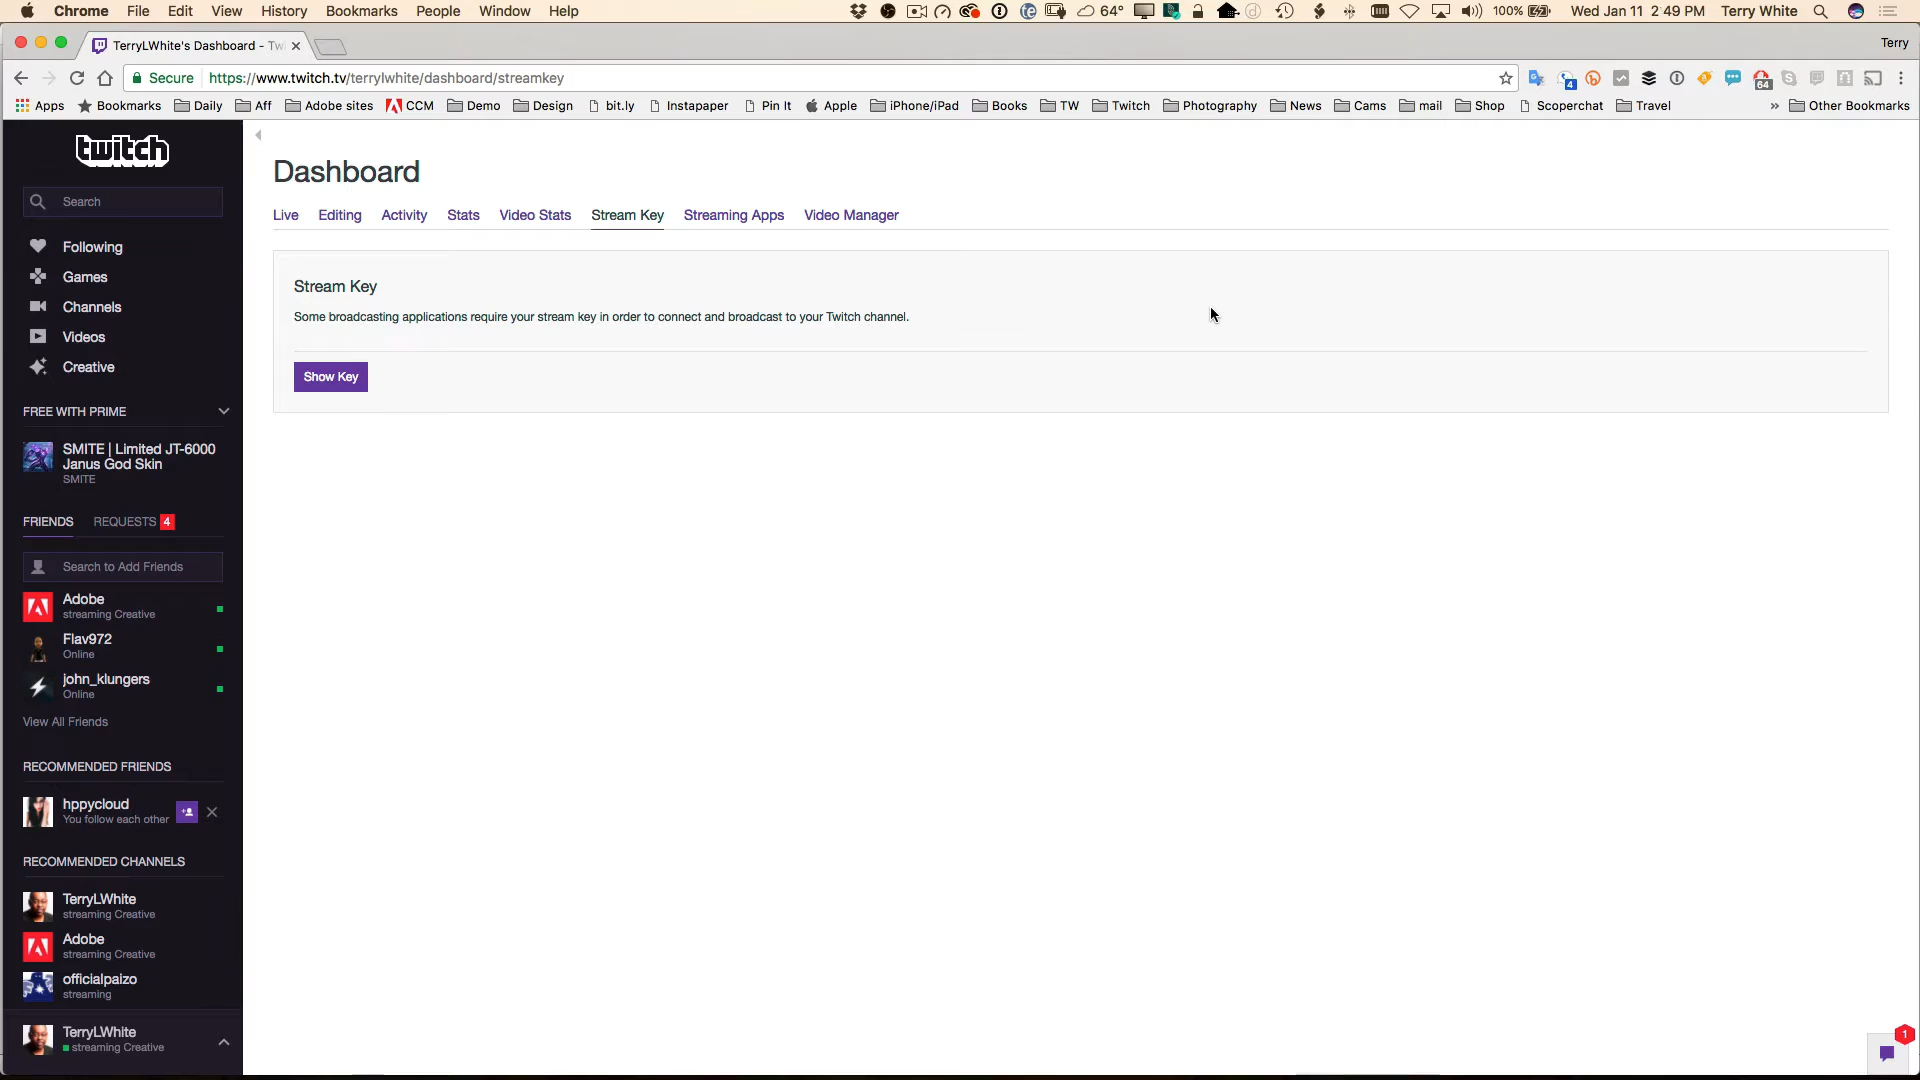 Chrome File Edit View History Bookmarks People Window Help 64° 100% Wed Jan 11 2:49 PM Terry White
TerryLWhite's Dashboard - Tw Terry
Secure https://www.twitch.tv/terrylwhite/dashboard/streamkey 4 64
Apps Bookmarks Daily Aff Adobe sites CCM Demo Design bit.ly Instapaper Pin It Apple iPhone/iPad Books TW Twitch Photography News Cams mail Shop Scoperchat Travel » Other Bookmarks
twitch
Search
Following
Games
Channels
Videos
Creative
FREE WITH PRIME
SMITE | Limited JT-6000
Janus God Skin
SMITE
FRIENDS REQUESTS 4
Search to Add Friends
Adobe
streaming Creative
Flav972
Online
john_klungers
Online
View All Friends
RECOMMENDED FRIENDS
hppycloud
You follow each other
RECOMMENDED CHANNELS
TerryLWhite
streaming Creative
Adobe
streaming Creative
officialpaizo
streaming
TerryLWhite
streaming Creative
Dashboard
Live Editing Activity Stats Video Stats Stream Key Streaming Apps Video Manager
Stream Key
Some broadcasting applications require your stream key in order to connect and broadcast to your Twitch channel.
Show Key
1